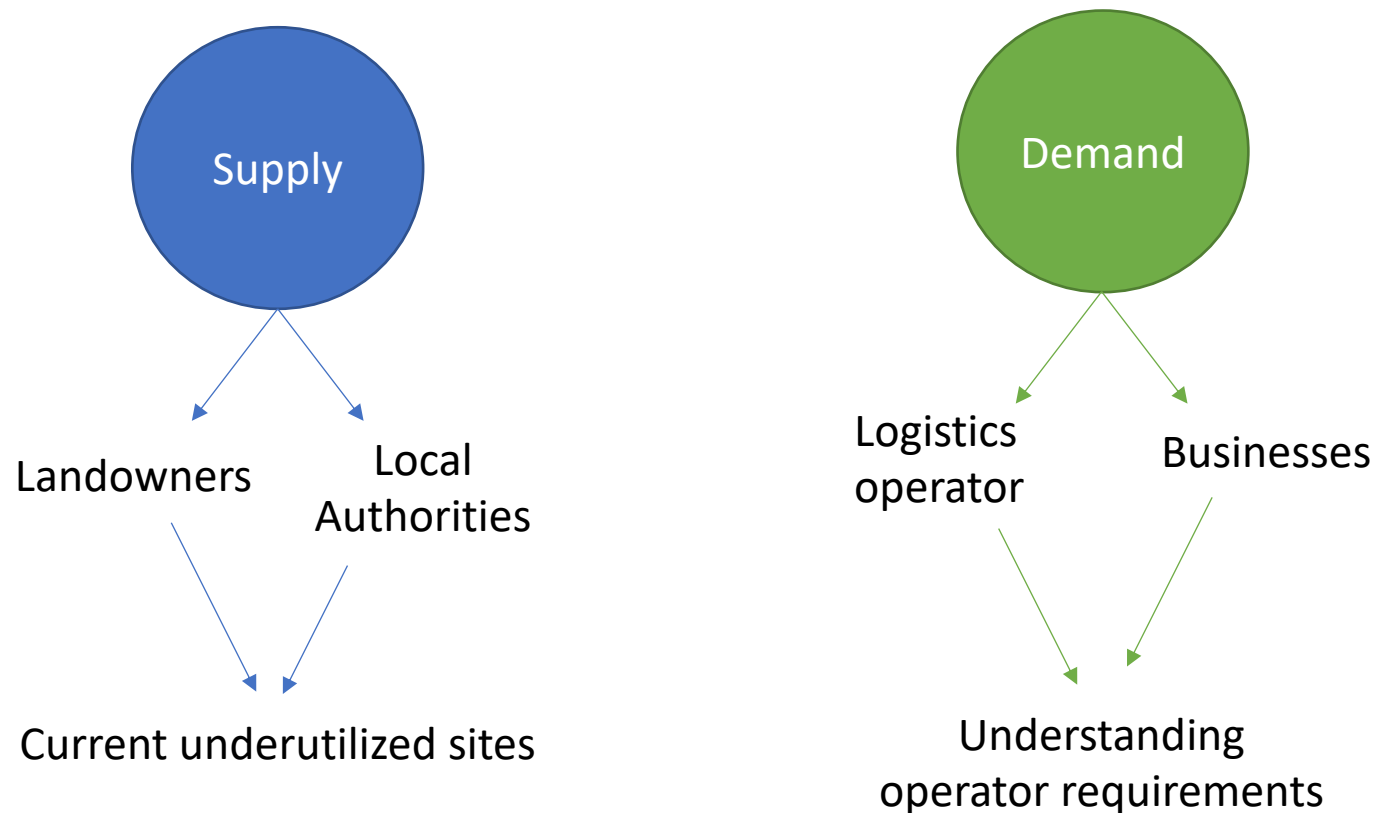 Supply
Demand
Landowners
Local
Authorities
Logistics
operator
Businesses
Current underutilized sites
Understanding
operator requirements